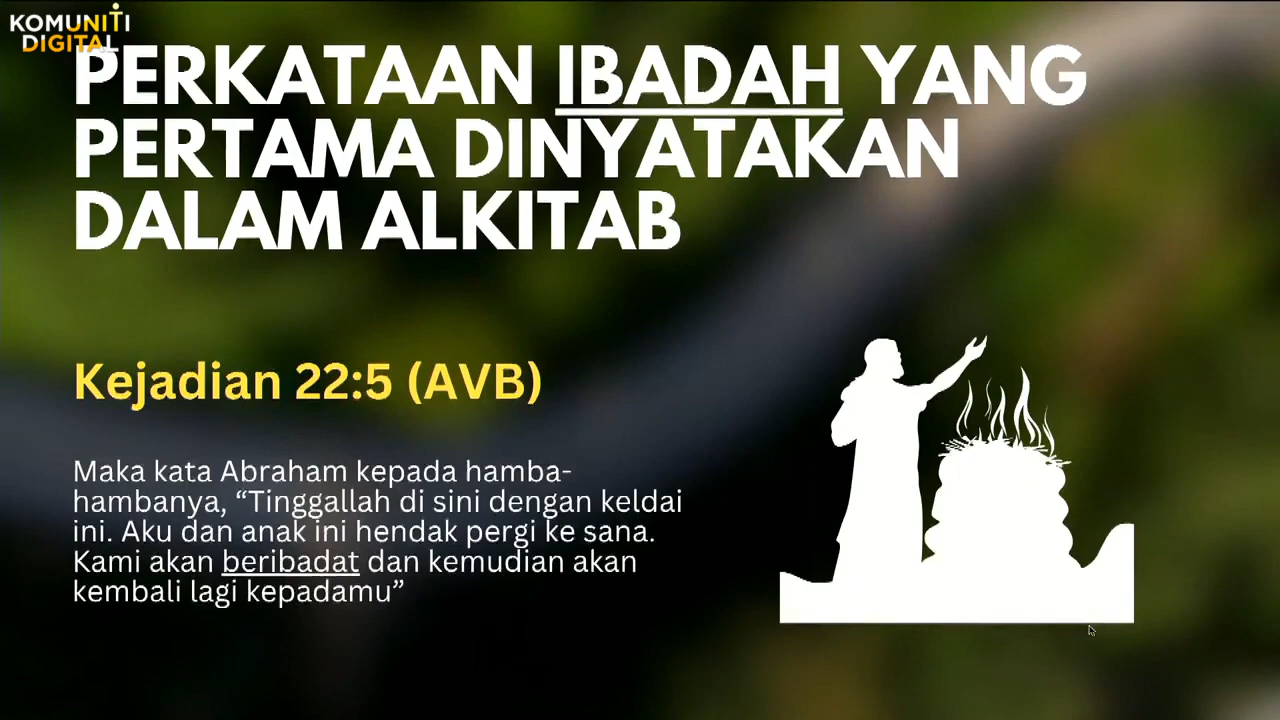 KOMUNITI
DIGITAL
PERKATAAN IBADAH YANG
PERTAMA DINYATAKAN
DALAM ALKITAB
Kejadian 22:5 (AVB)
Maka kata Abraham kepada hamba-
hambanya, “Tinggallah di sini dengan keldai
ini. Aku dan anak ini hendak pergi ke sana.
Kami akan beribadat dan kemudian akan
kembali lagi kepadamu”